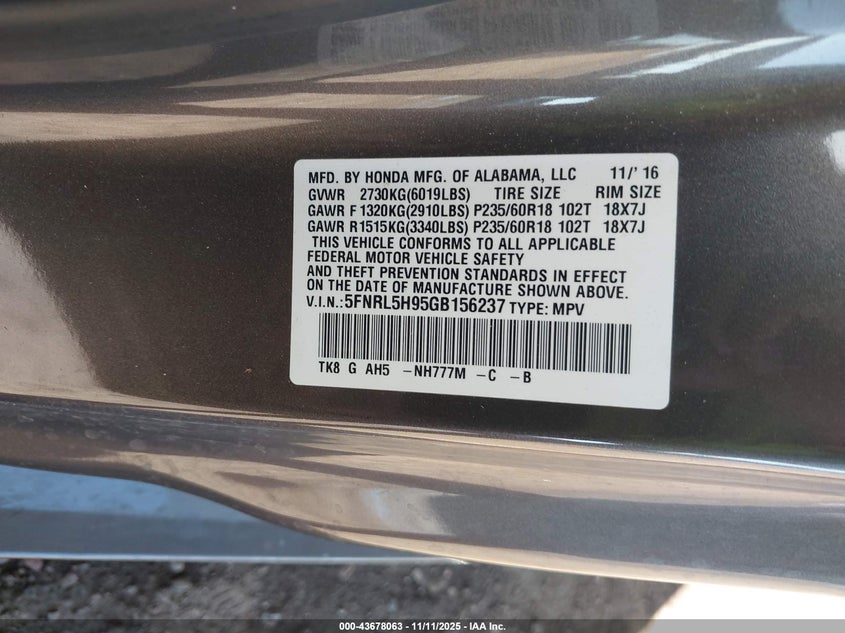 MFD. BY HONDA MFG. OF ALABAMA, LLC 11/' 16
GVWR 2730KG(6019LBS) TIRE SIZE RIM SIZE
GAWR F 1320KG(2910LBS) P235/60R18 102T 18X7J
GAWR R1515KG(3340LBS) P235/60R18 102T 18X7J
THIS VEHICLE CONFORMS TO ALL APPLICABLE
FEDERAL MOTOR VEHICLE SAFETY
AND THEFT PREVENTION STANDARDS IN EFFECT
ON THE DATE OF MANUFACTURE SHOWN ABOVE.
V.I.N.:5FNRL5H95GB156237 TYPE: MPV
TK8 G AH5 -NH777M -C -B
000-43678063 - 11/11/2025 - IAA Inc.